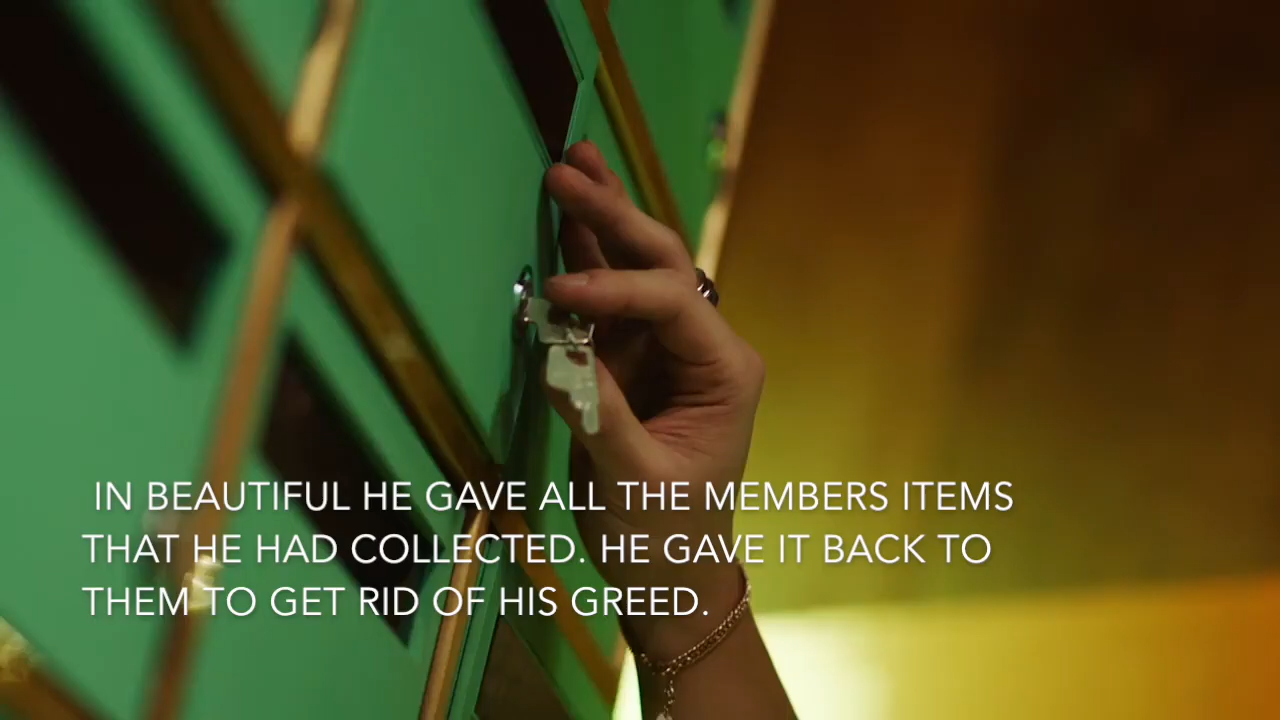 IN BEAUTIFUL HE GAVE ALL THE MEMBERS ITEMS
THAT HE HAD COLLECTED. HE GAVE IT BACK TO
THEM TO GET RID OF HIS GREED.